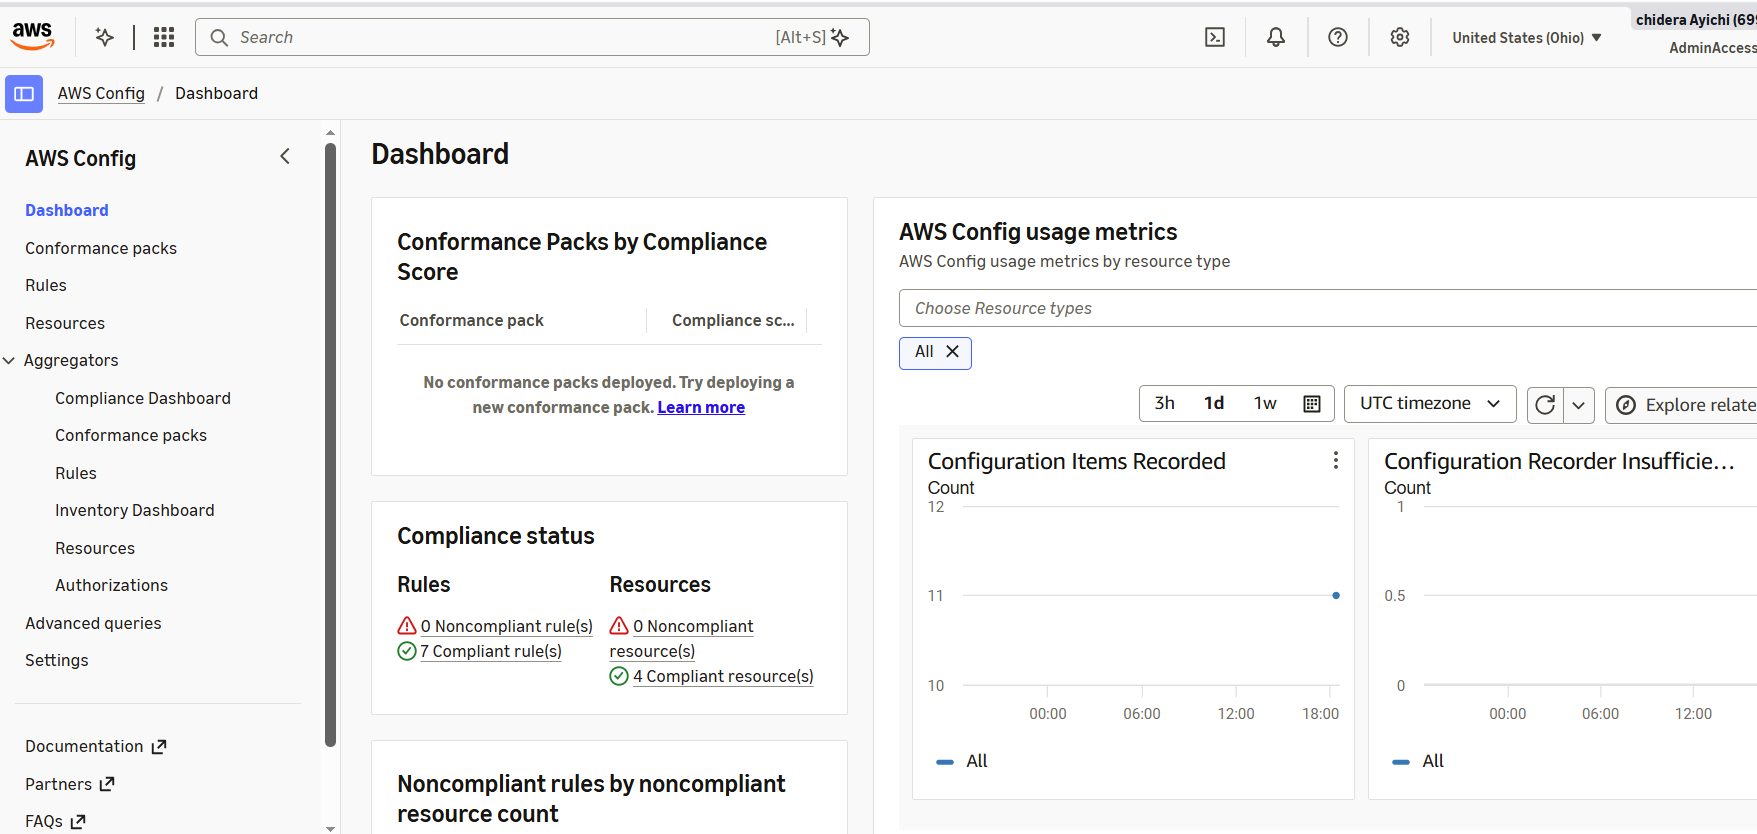 aws
Search
[Alt+S]
United States (Ohio)
chidera Ayichi (699
AdminAccess
AWS Config / Dashboard
AWS Config
Dashboard
Conformance packs
Rules
Resources
Aggregators
Compliance Dashboard
Conformance packs
Rules
Inventory Dashboard
Resources
Authorizations
Advanced queries
Settings
Documentation
Partners
FAQs
Dashboard
Conformance Packs by Compliance
Score
Conformance pack
Compliance sc...
No conformance packs deployed. Try deploying a
new conformance pack. Learn more
Compliance status
Rules
0 Noncompliant rule(s)
7 Compliant rule(s)
Resources
0 Noncompliant
resource(s)
4 Compliant resource(s)
Noncompliant rules by noncompliant
resource count
AWS Config usage metrics
AWS Config usage metrics by resource type
Choose Resource types
All
3h 1d 1w
UTC timezone
Explore relate
Configuration Items Recorded
Count
12
11
10
00:00 06:00 12:00 18:00
All
Configuration Recorder Insufficie...
Count
1
0.5
0
00:00 06:00 12:00
All